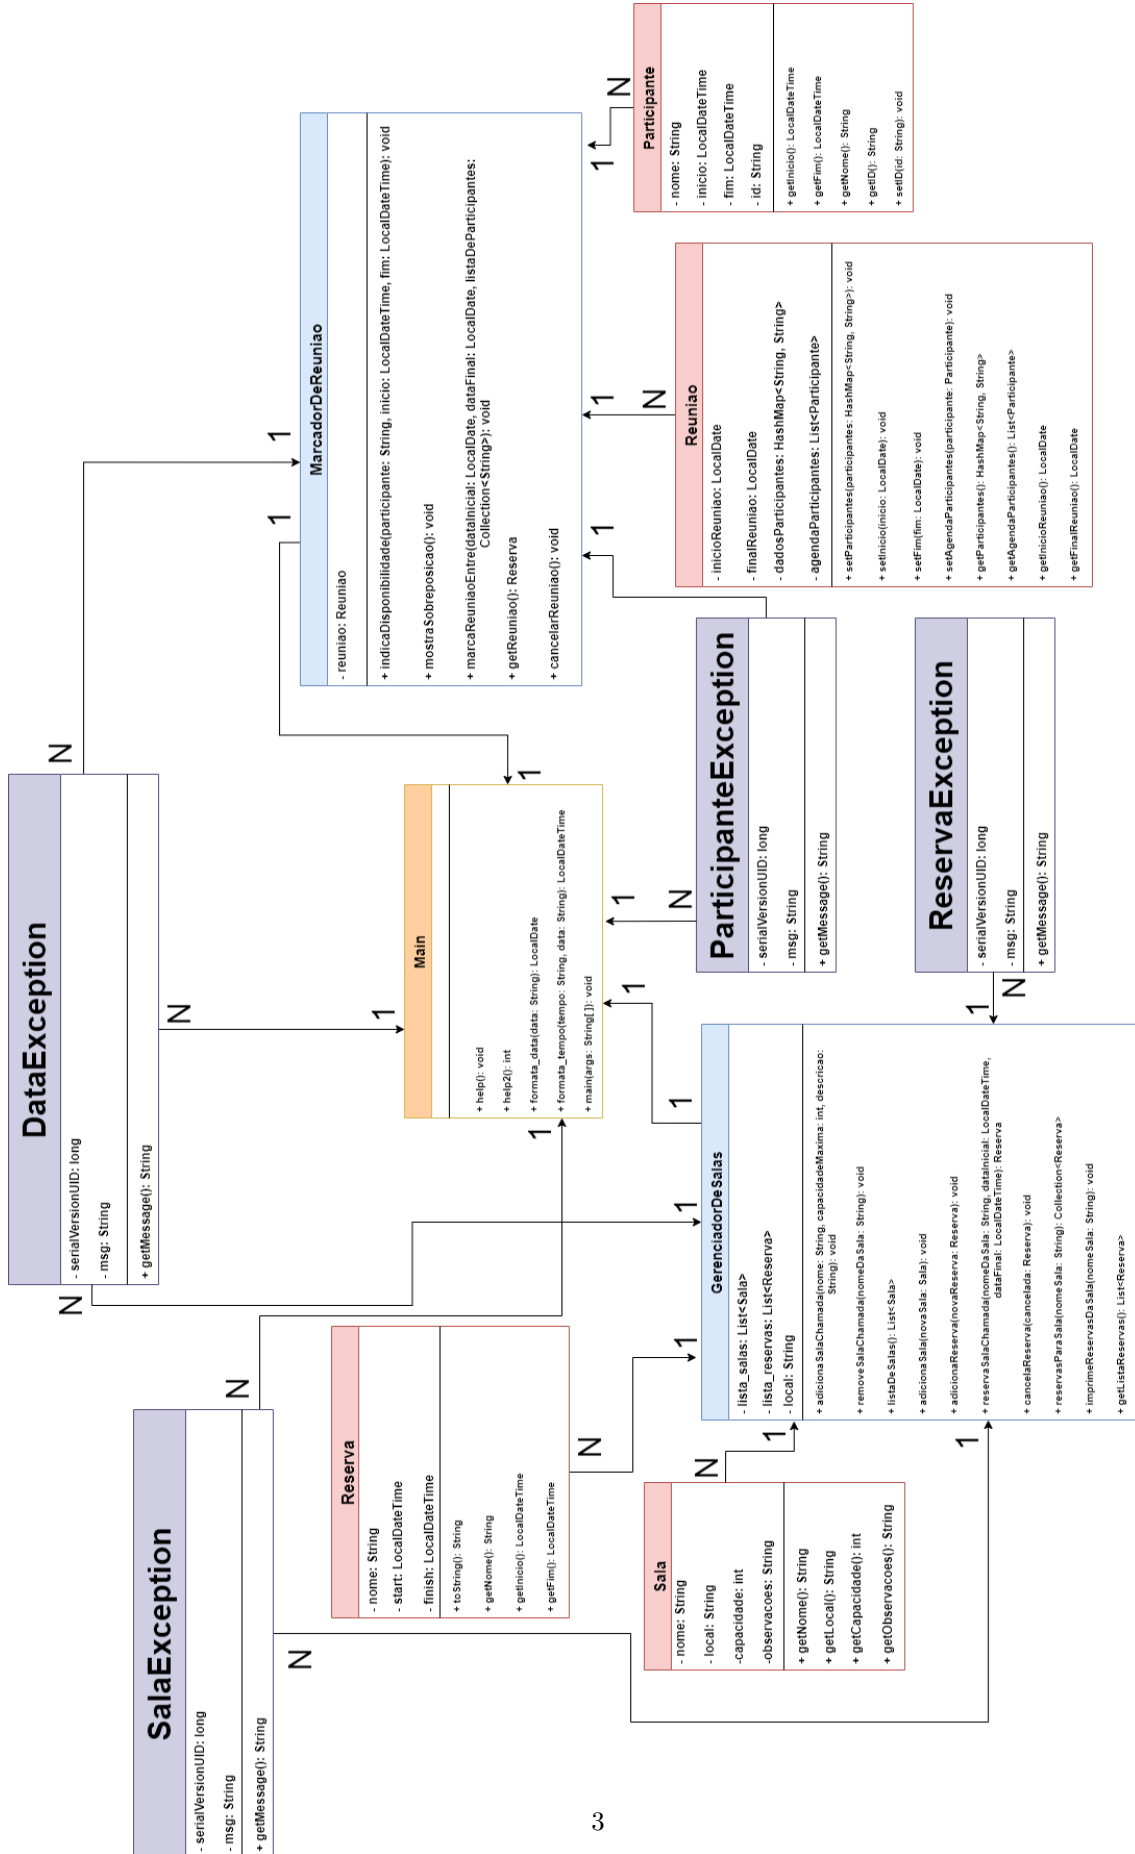 DataException
- serialVersionUID: long
- msg: String
+ getMessage(): String
N
N
N
1
1
1
SalaException
- serialVersionUID: long
- msg: String
+ getMessage(): String
N
N
1
1
MarcadorDeReuniao
- reuniao: Reuniao
+ indicaDisponibilidade(participante: String, inicio: LocalDateTime, fim: LocalDateTime): void
+ mostraSobreposicao(): void
+ marcaReuniaoEntre(dataInicial: LocalDate, dataFinal: LocalDate, listaDeParticipantes:
Collection<String>): void
+ getReuniao(): Reserva
+ cancelarReuniao(): void
1
1
Main
+ help(): void
+ help2(): int
+ formata_data(data: String): LocalDate
+ formata_tempo(tempo: String, data: String): LocalDateTime
+ main(args: String[ ]): void
Reserva
- nome: String
- start: LocalDateTime
- finish: LocalDateTime
+ toString(): String
+ getNome(): String
+ getInicio(): LocalDateTime
+ getFim(): LocalDateTime
N
1
Participante
- nome: String
- inicio: LocalDateTime
- fim: LocalDateTime
- id: String
+ getInicio(): LocalDateTime
+ getFim(): LocalDateTime
+ getNome(): String
+ getID(): String
+ setID(id: String): void
N
1
Reuniao
- inicioReuniao: LocalDate
- finalReuniao: LocalDate
- dadosParticipantes: HashMap<String, String>
- agendaParticipantes: List<Participante>
+ setParticipantes(participantes: HashMap<String, String>): void
+ setInicio(inicio: LocalDate): void
+ setFim(fim: LocalDate): void
+ setAgendaParticipantes(participante: Participante): void
+ getParticipantes(): HashMap<String, String>
+ getAgendaParticipantes(): List<Participante>
+ getInicioReuniao(): LocalDate
+ getFinalReuniao(): LocalDate
N
1
ParticipanteException
- serialVersionUID: long
- msg: String
+ getMessage(): String
1
N
1
ReservaException
- serialVersionUID: long
- msg: String
+ getMessage(): String
N
1
GerenciadorDeSalas
- lista_salas: List<Sala>
- lista_reservas: List<Reserva>
- local: String
+ adicionaSalaChamada(nome: String, capacidadeMaxima: int, descricao:
String): void
+ removeSalaChamada(nomeDaSala: String): void
+ listaDeSalas(): List<Sala>
+ adicionaSala(novaSala: Sala): void
+ adicionaReserva(novaReserva: Reserva): void
+ reservaSalaChamada(nomeDaSala: String, dataInicial: LocalDateTime,
dataFinal: LocalDateTime): Reserva
+ cancelaReserva(cancelada: Reserva): void
+ reservasParaSala(nomeSala: String): Collection<Reserva>
+ imprimeReservasDaSala(nomeSala: String): void
+ getListaReservas(): List<Reserva>
1
1
Sala
- nome: String
- local: String
-capacidade: int
-observacoes: String
+ getNome(): String
+ getLocal(): String
+ getCapacidade(): int
+ getObservacoes(): String
N
1
3